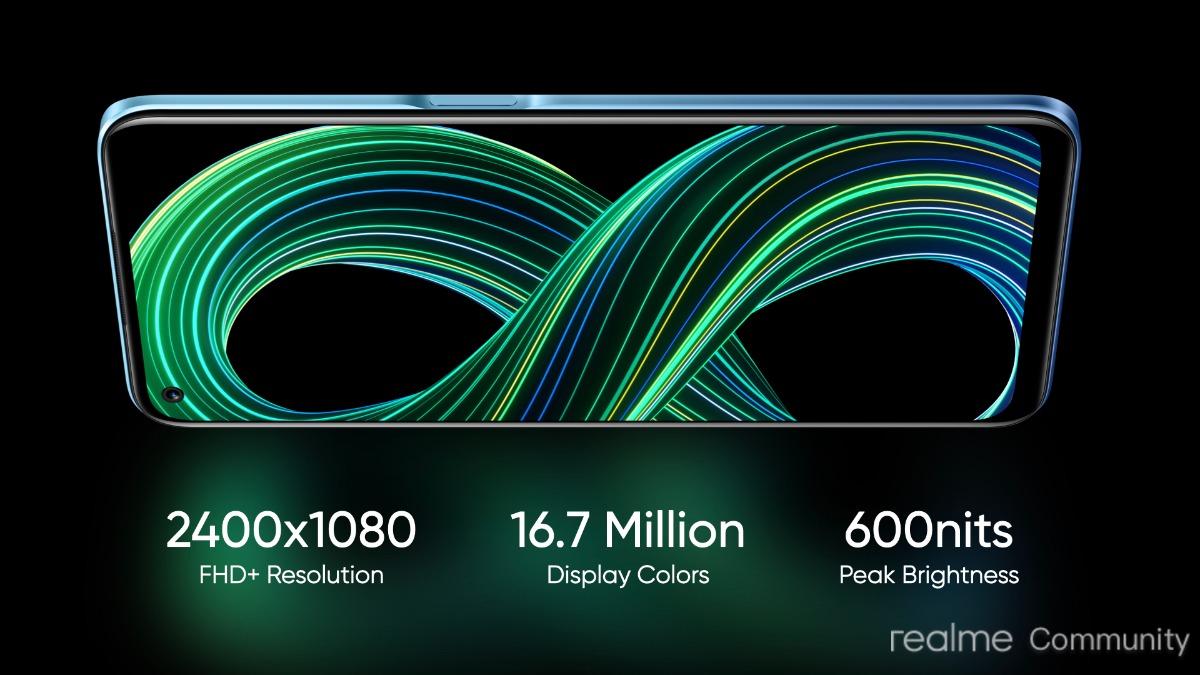 2400x1080
FHD+ Resolution
16.7 Million
Display Colors
600nits
Peak Brightness
realme Community